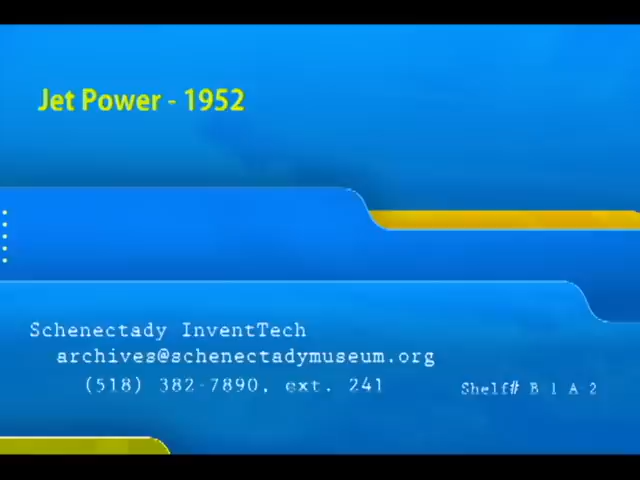 Jet Power - 1952
Schenectady InventTech
archives@schenectadymuseum.org
(518) 382-7890, ext. 241
Shelf# B 1 A-2